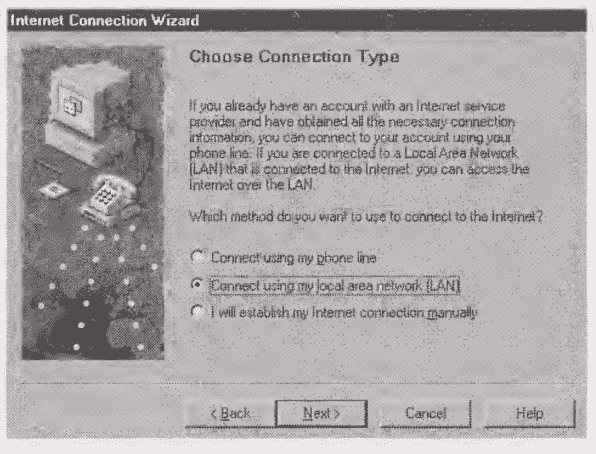 Internet Connection Wizard
Choose Connection Type
If you already have an account with an Internet service
provider and have obtained all the necessary connection
information, you can connect to your account using your
phone line. If you are connected to a Local Area Network
(LAN) that is connected to the Internet, you can access the
Internet over the LAN.
Which method do you want to use to connect to the Internet?
Connect using my phone line
Connect using my local area network (LAN)
I will establish my Internet connection manually
< Back
Next >
Cancel
Help